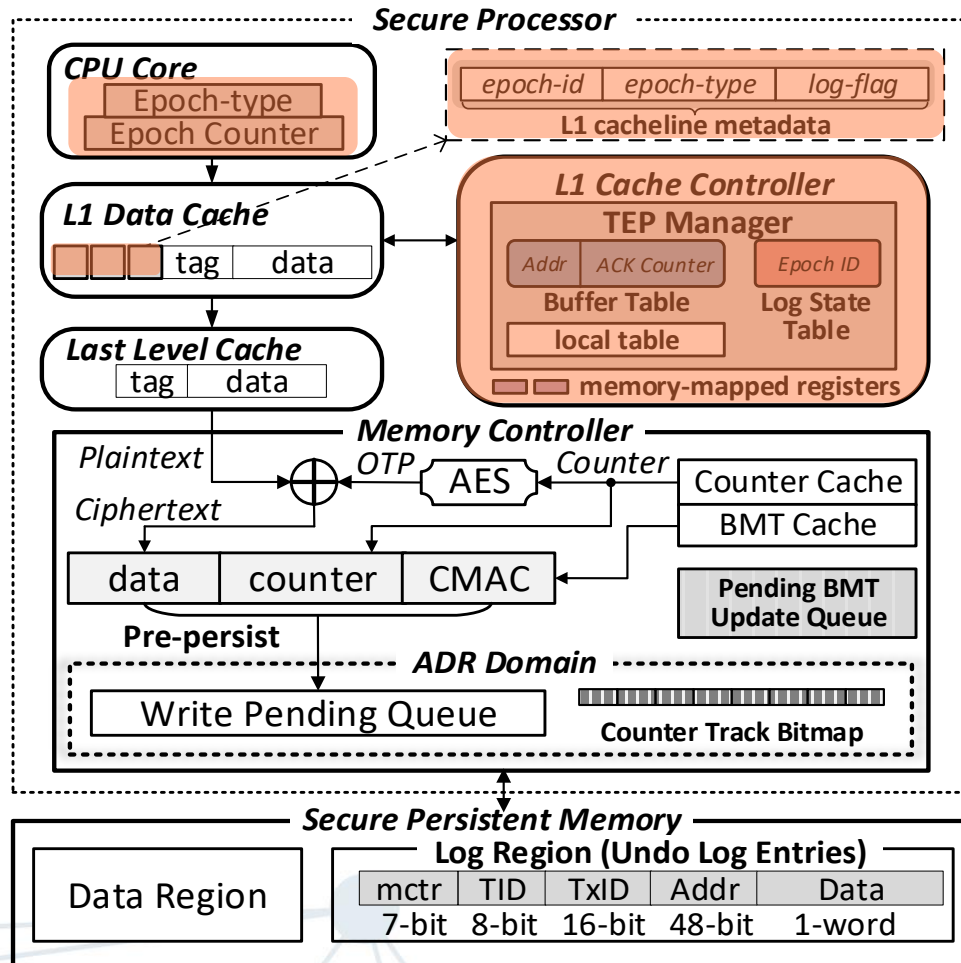 Secure Processor
CPU Core
Epoch-type
Epoch Counter
epoch-id epoch-type log-flag
L1 cacheline metadata
L1 Data Cache
tag data
L1 Cache Controller
TEP Manager
Addr ACK Counter
Epoch ID
Buffer Table
Log State
Table
local table
memory-mapped registers
Last Level Cache
tag data
Memory Controller
Plaintext
OTP
AES
Counter
Counter Cache
BMT Cache
Ciphertext
data counter CMAC
Pending BMT
Update Queue
Pre-persist
ADR Domain
Write Pending Queue
Counter Track Bitmap
Secure Persistent Memory
Data Region
Log Region (Undo Log Entries)
mctr TID TxID Addr Data
7-bit 8-bit 16-bit 48-bit 1-word